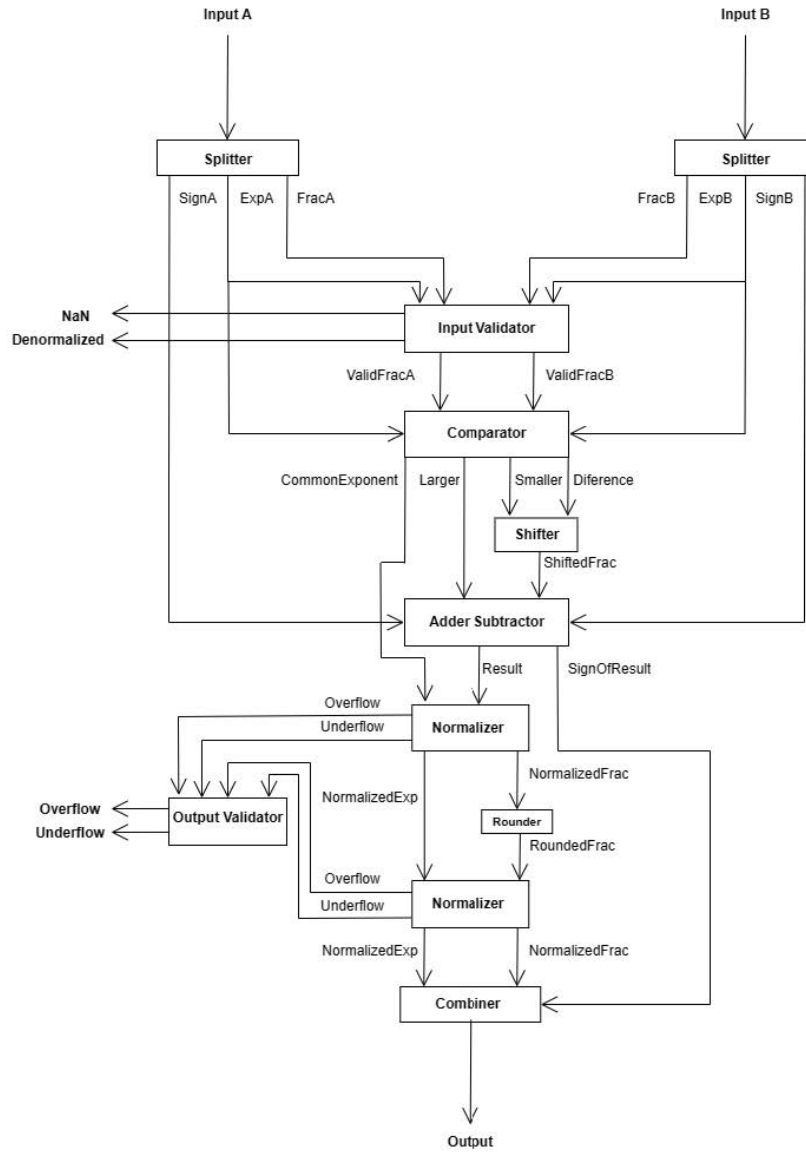 Input A
Input B
Splitter
Splitter
SignA
ExpA
FracA
FracB
ExpB
SignB
NaN
Denormalized
Input Validator
ValidFracA
ValidFracB
Comparator
CommonExponent
Larger
Smaller
Diference
Shifter
ShiftedFrac
Adder Subtractor
Result
SignOfResult
Overflow
Underflow
Normalizer
NormalizedExp
NormalizedFrac
Overflow
Underflow
Output Validator
Rounder
RoundedFrac
Overflow
Underflow
Normalizer
NormalizedExp
NormalizedFrac
Combiner
Output